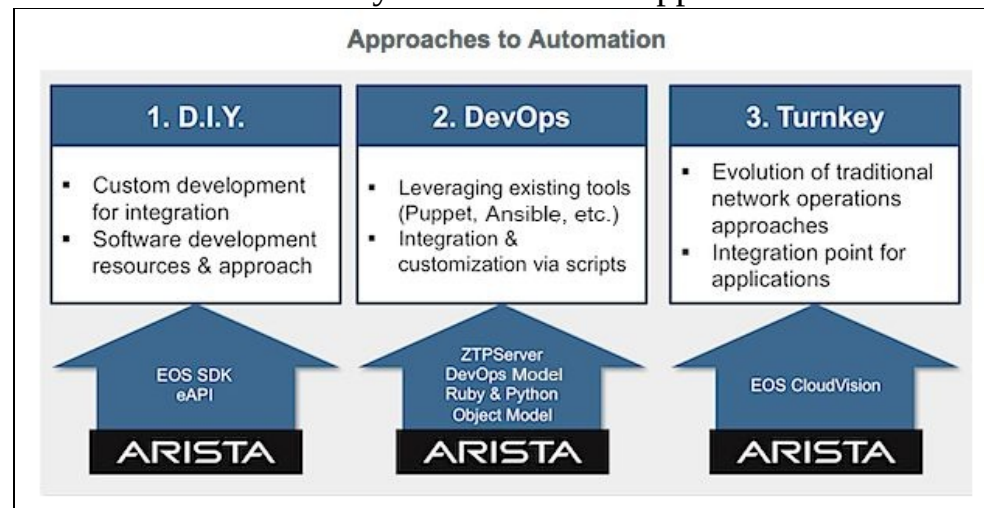 Approaches to Automation
1. D.I.Y.
▪ Custom development
for integration
▪ Software development
resources & approach
EOS SDK
eAPI
ARISTA
2. DevOps
▪ Leveraging existing tools
(Puppet, Ansible, etc.)
▪ Integration &
customization via scripts
ZTPServer
DevOps Model
Ruby & Python
Object Model
ARISTA
3. Turnkey
▪ Evolution of traditional
network operations
approaches
▪ Integration point for
applications
EOS CloudVision
ARISTA